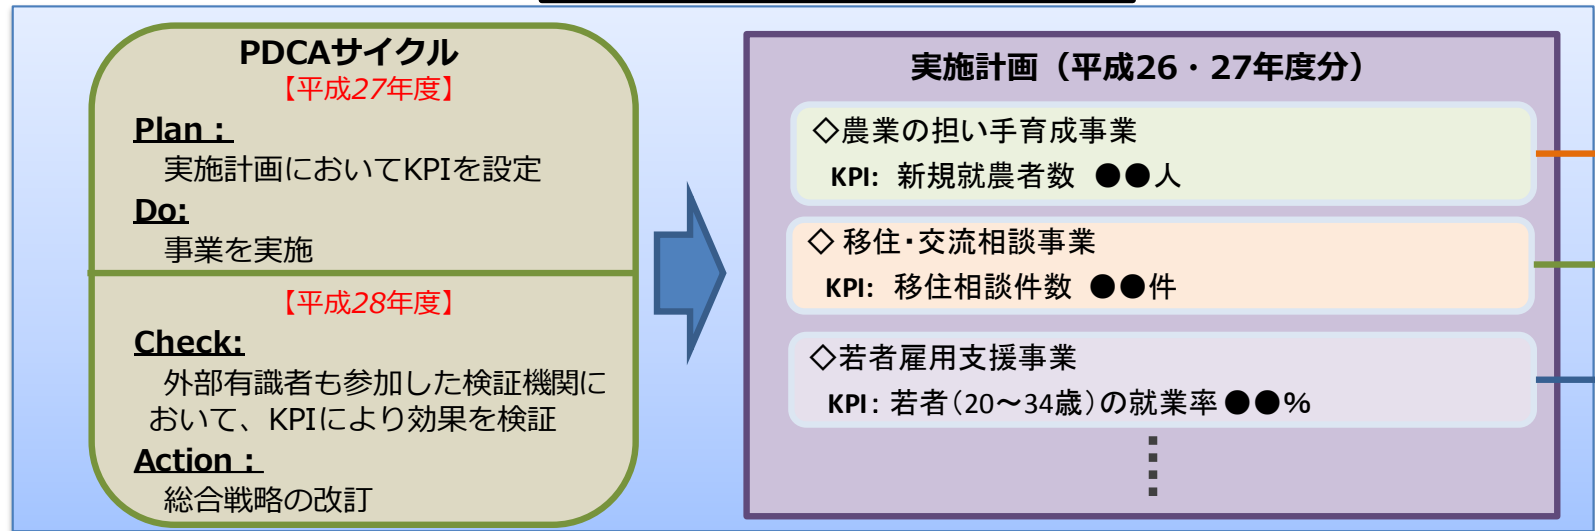 PDCAサイクル
【平成27年度】
Plan：
実施計画においてKPIを設定
Do:
事業を実施
【平成28年度】
Check:
外部有識者も参加した検証機関に
おいて、KPIにより効果を検証
Action：
総合戦略の改訂
実施計画（平成26・27年度分）
◇農業の担い手育成事業
KPI: 新規就農者数 ●●人
◇ 移住・交流相談事業
KPI: 移住相談件数 ●●件
◇若者雇用支援事業
KPI: 若者(20～34歳)の就業率●●%